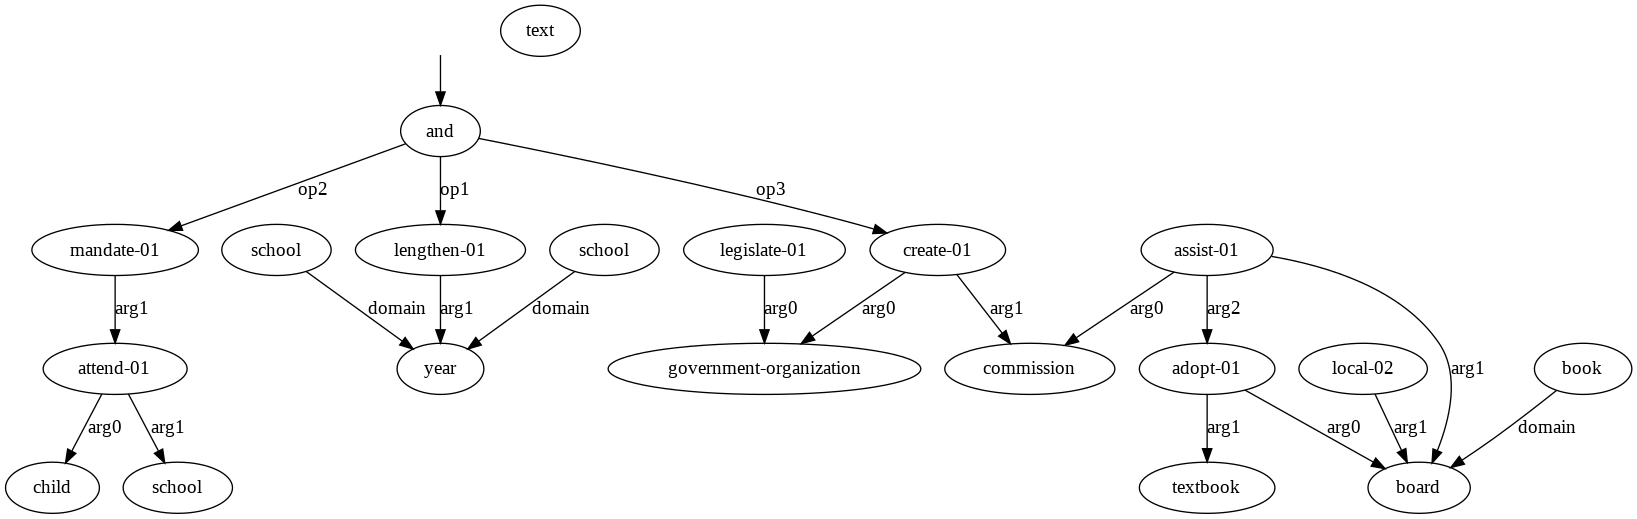 text
and
op2 op1 op3
mandate-01 school lengthen-01 school legislate-01 create-01 assist-01
arg1 domain arg1 domain arg0 arg0 arg1 arg0 arg2
attend-01 year government-organization commission adopt-01 local-02 arg1 book
arg0 arg1 arg1 arg0 arg1 domain
child school textbook board